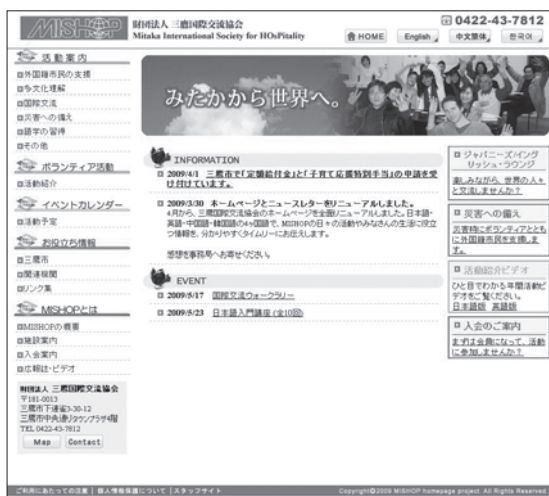 MISHOP
財団法人 三鷹国際交流協会
Mitaka International Society for HOsPitality
0422-43-7812
HOME
English
中文簡体
한국어
活動案内
外国籍市民の支援
多文化理解
国際交流
災害への備え
語学の習得
その他
ボランティア活動
活動紹介
イベントカレンダー
活動予定
お役立ち情報
三鷹市
関連機関
リンク集
MISHOPとは
MISHOPの概要
施設案内
入会案内
広報誌・ビデオ
財団法人 三鷹国際交流協会
〒181-0013
三鷹市下連雀3-30-12
三鷹市中央通りタウンプラザ4階
TEL 0422-43-7812
Map
Contact
みたかから世界へ。
INFORMATION
2009/4/1 三鷹市で「定額給付金」と「子育て応援特別手当」の申請を受け付けています。
2009/3/30 ホームページとニュースレターをリニューアルしました。
4月から、三鷹国際交流協会のホームページを全面リニューアルしました。日本語・
英語・中国語・韓国語の4ヶ国語で、MISHOPの日々の活動やみなさんの生活に役立
つ情報を、分かりやすくタイムリーにお伝えします。
感想を事務局へお寄せください。
EVENT
2009/5/17 国際交流ウォークラリー
2009/5/23 日本語入門講座(全10回)
ジャパニーズ/イング
リッシュ・ラウンジ
楽しみながら、世界の人々
と交流しませんか？
災害への備え
災害時にボランティアととも
に外国籍市民を支援しま
す。
活動紹介ビデオ
ひと目でわかる年間活動ビ
デオをご覧ください。
日本語版 英語版
入会のご案内
まずは会員になって、活動
に参加しませんか？
ご利用にあたっての注意 | 個人情報保護について | スタッフサイト
Copyright©2009 MISHOP homepage project. All Rights Reserved.